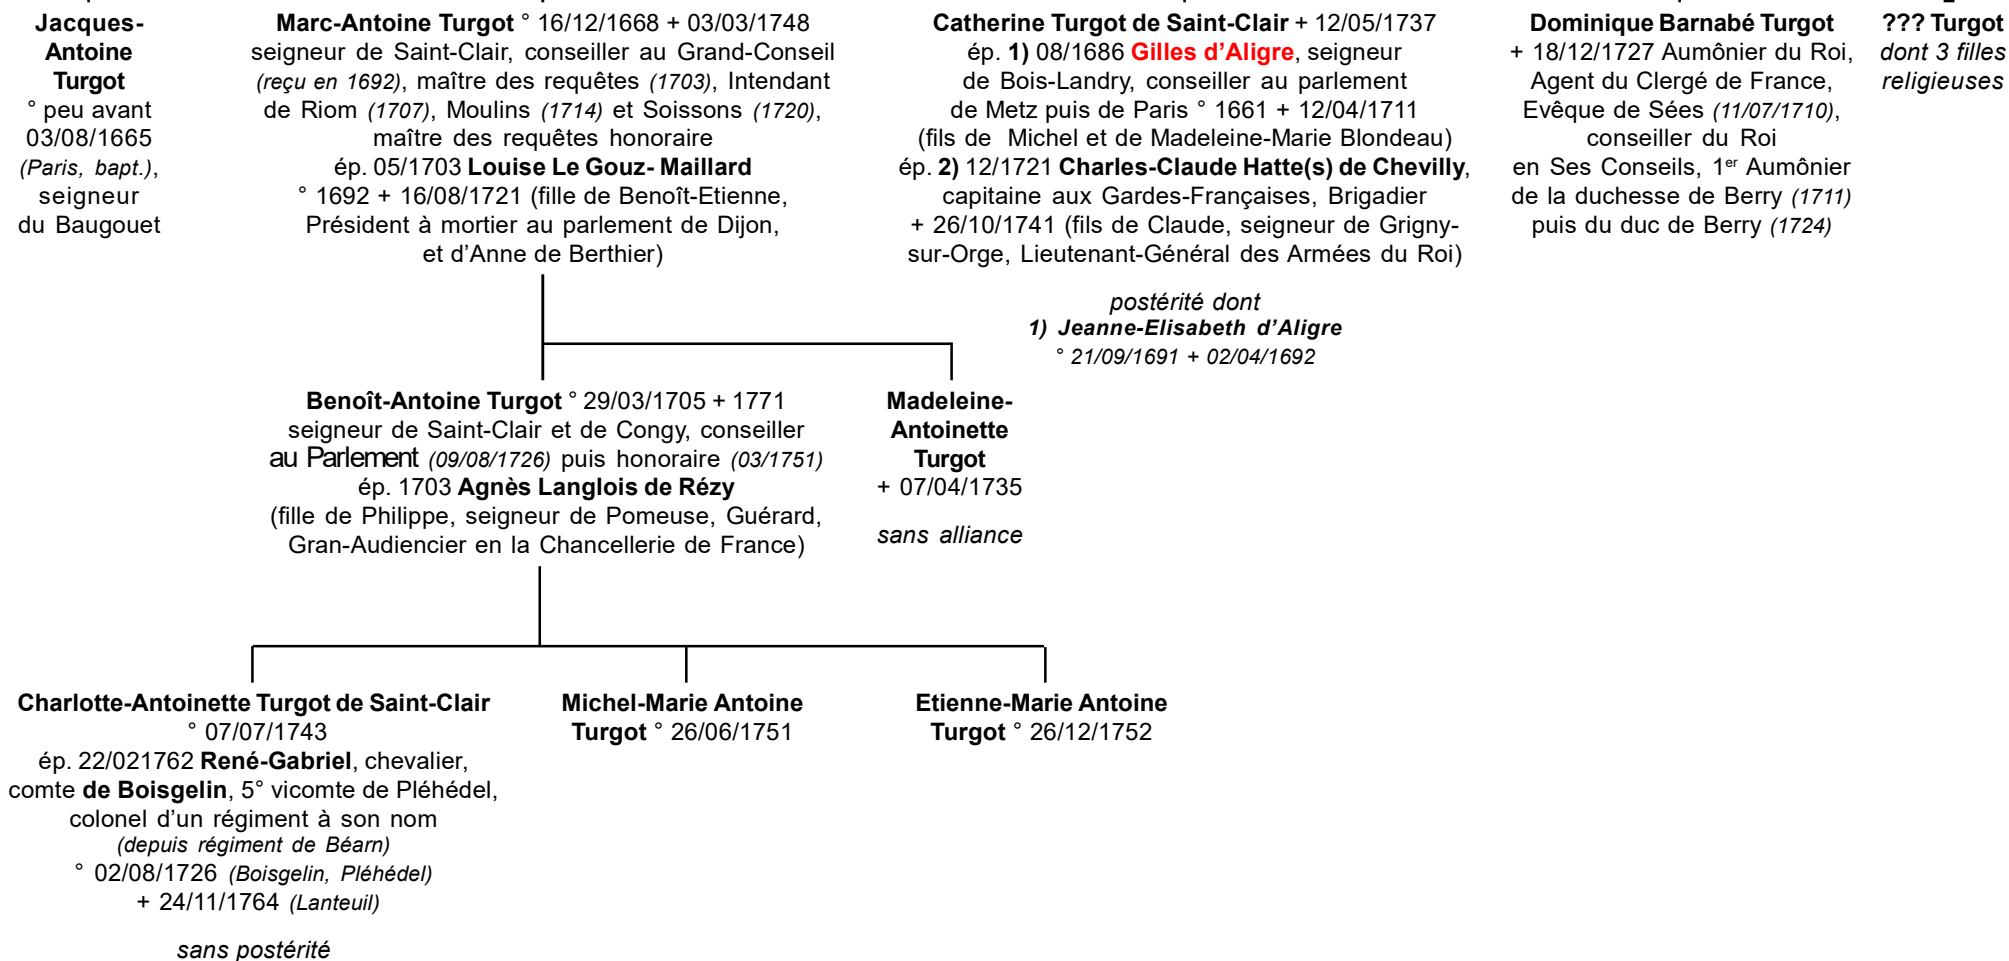 Jacques-
Antoine
Turgot
° peu avant
03/08/1665
(Paris, bapt.),
seigneur
du Baugouet
Marc-Antoine Turgot ° 16/12/1668 + 03/03/1748
seigneur de Saint-Clair, conseiller au Grand-Conseil
(reçu en 1692), maître des requêtes (1703), Intendant
de Riom (1707), Moulins (1714) et Soissons (1720),
maître des requêtes honoraire
ép. 05/1703 Louise Le Gouz- Maillard
° 1692 + 16/08/1721 (fille de Benoît-Etienne,
Président à mortier au parlement de Dijon,
et d’Anne de Berthier)
Catherine Turgot de Saint-Clair + 12/05/1737
ép. 1) 08/1686 Gilles d’Aligre, seigneur
de Bois-Landry, conseiller au parlement
de Metz puis de Paris ° 1661 + 12/04/1711
(fils de Michel et de Madeleine-Marie Blondeau)
ép. 2) 12/1721 Charles-Claude Hatte(s) de Chevilly,
capitaine aux Gardes-Françaises, Brigadier
+ 26/10/1741 (fils de Claude, seigneur de Grigny-
sur-Orge, Lieutenant-Général des Armées du Roi)
postérité dont
1) Jeanne-Elisabeth d’Aligre
° 21/09/1691 + 02/04/1692
Dominique Barnabé Turgot
+ 18/12/1727 Aumônier du Roi,
Agent du Clergé de France,
Evêque de Sées (11/07/1710),
conseiller du Roi
en Ses Conseils, 1er Aumônier
de la duchesse de Berry (1711)
puis du duc de Berry (1724)
??? Turgot
dont 3 filles
religieuses
Benoît-Antoine Turgot ° 29/03/1705 + 1771
seigneur de Saint-Clair et de Congy, conseiller
au Parlement (09/08/1726) puis honoraire (03/1751)
ép. 1703 Agnès Langlois de Rézy
(fille de Philippe, seigneur de Pomeuse, Guérard,
Gran-Audiencier en la Chancellerie de France)
Madeleine-
Antoinette
Turgot
+ 07/04/1735
sans alliance
Charlotte-Antoinette Turgot de Saint-Clair
° 07/07/1743
ép. 22/021762 René-Gabriel, chevalier,
comte de Boisgelin, 5° vicomte de Pléhédel,
colonel d’un régiment à son nom
(depuis régiment de Béarn)
° 02/08/1726 (Boisgelin, Pléhédel)
+ 24/11/1764 (Lanteuil)
sans postérité
Michel-Marie Antoine
Turgot ° 26/06/1751
Etienne-Marie Antoine
Turgot ° 26/12/1752